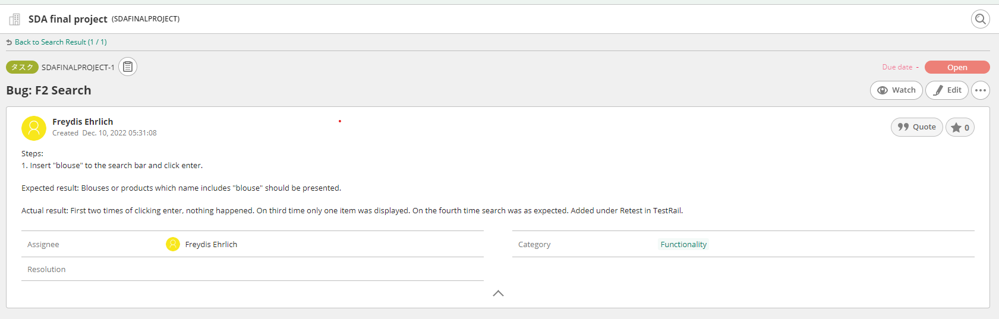 SDA final project (SDAFINALPROJECT)
Back to Search Result (1 / 1)
タスク SDAFINALPROJECT-1 Due date - Open
Bug: F2 Search Watch Edit
Freydis Ehrlich
Created Dec. 10, 2022 05:31:08 Quote 0
Steps:
1. Insert "blouse" to the search bar and click enter.
Expected result: Blouses or products which name includes "blouse" should be presented.
Actual result: First two times of clicking enter, nothing happened. On third time only one item was displayed. On the fourth time search was as expected. Added under Retest in TestRail.
Assignee Freydis Ehrlich Category Functionality
Resolution